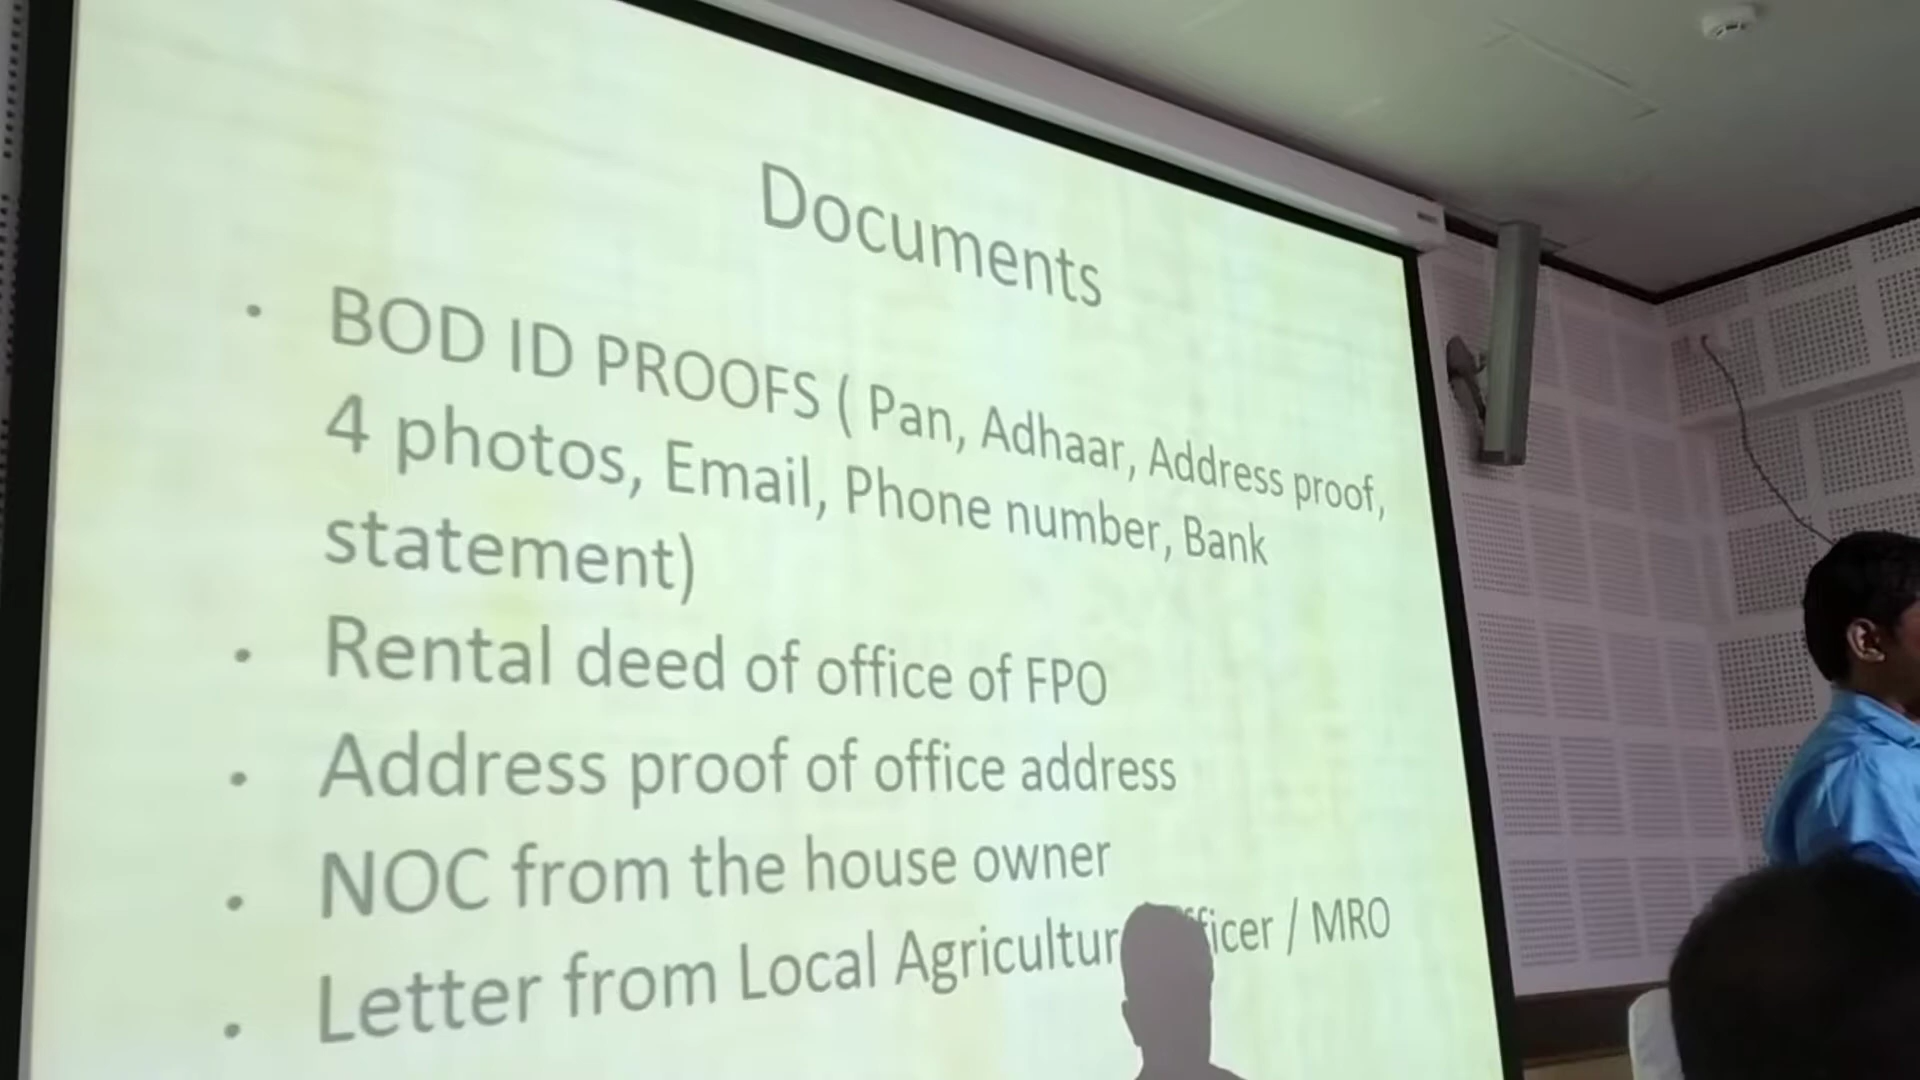 Documents
• BOD ID PROOFS ( Pan, Adhaar, Address proof,
4 photos, Email, Phone number, Bank
statement)
• Rental deed of office of FPO
• Address proof of office address
• NOC from the house owner
• Letter from Local / MRO